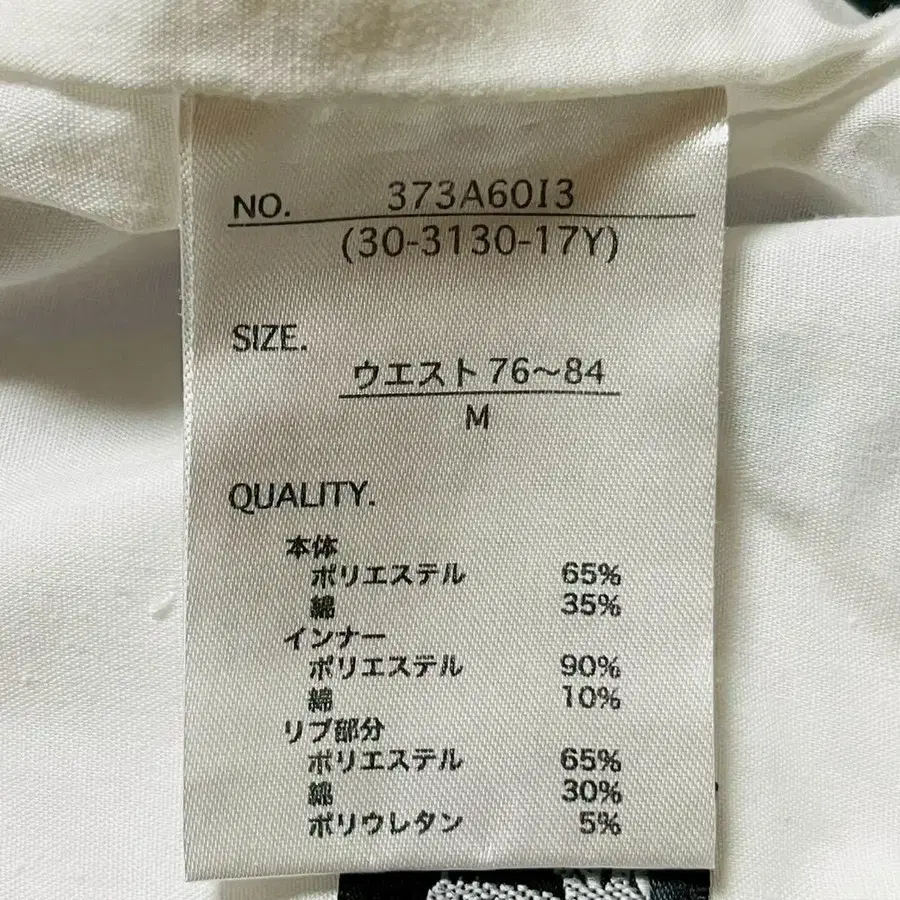 NO. 373A60I3
(30-3130-17Y)
SIZE.
ウエスト 76〜84
M
QUALITY.
本体
ポリエステル 65%
綿 35%
インナー
ポリエステル 90%
綿 10%
リブ部分
ポリエステル 65%
綿 30%
ポリウレタン 5%